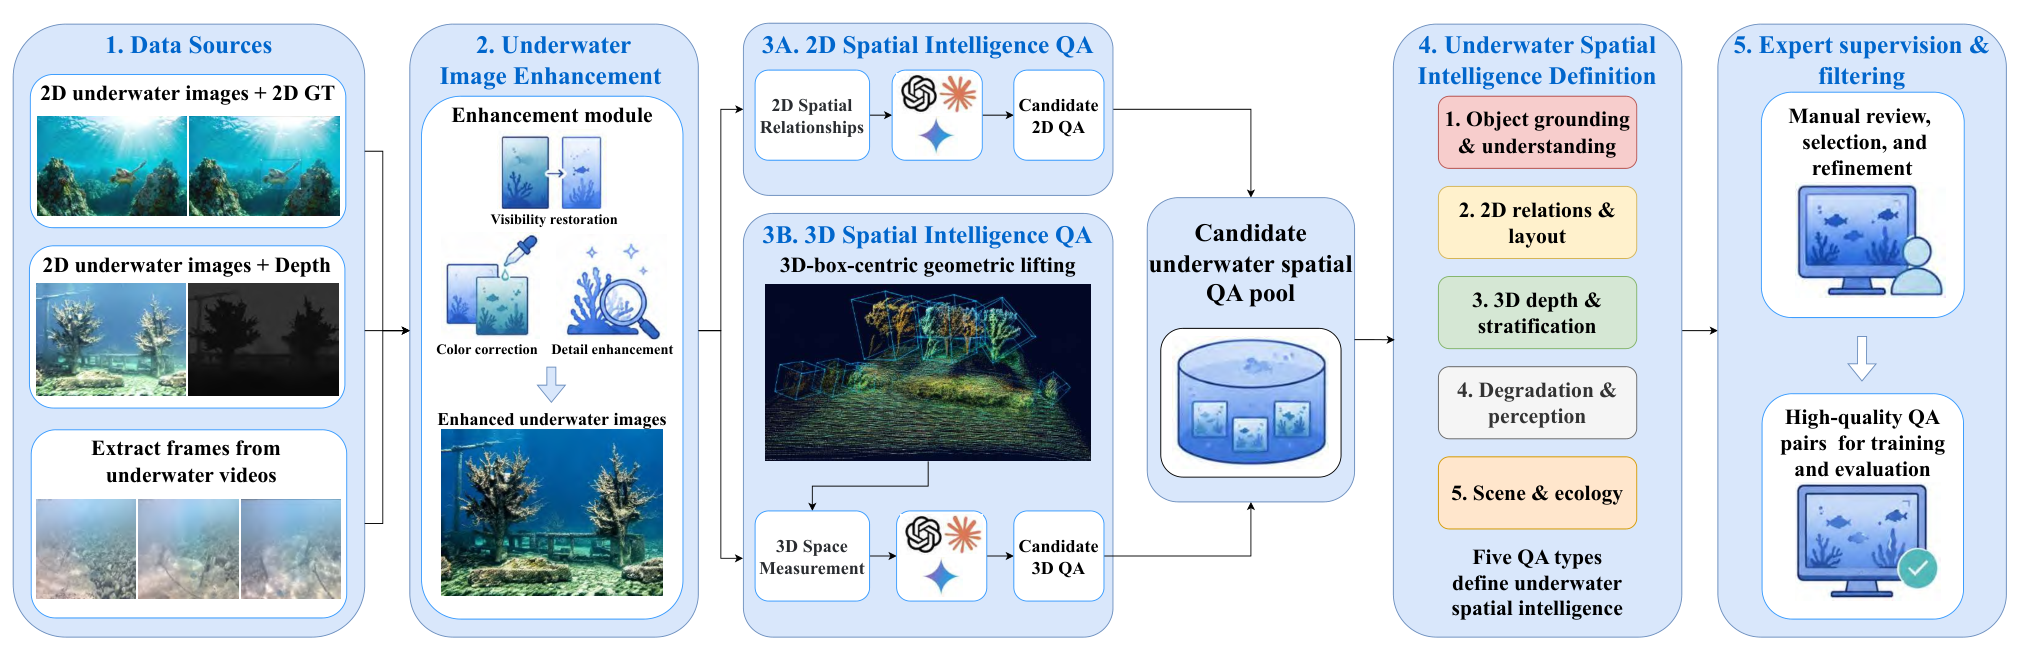 1. Data Sources
2D underwater images + 2D GT
2D underwater images + Depth
Extract frames from
underwater videos
2. Underwater
Image Enhancement
Enhancement module
Visibility restoration
Color correction
Detail enhancement
Enhanced underwater images
3A. 2D Spatial Intelligence QA
2D Spatial
Relationships
Candidate
2D QA
3B. 3D Spatial Intelligence QA
3D-box-centric geometric lifting
3D Space
Measurement
Candidate
3D QA
Candidate
underwater spatial
QA pool
4. Underwater Spatial
Intelligence Definition
1. Object grounding
& understanding
2. 2D relations &
layout
3. 3D depth &
stratification
4. Degradation &
perception
5. Scene & ecology
Five QA types
define underwater
spatial intelligence
5. Expert supervision &
filtering
Manual review,
selection, and
refinement
High-quality QA
pairs for training
and evaluation